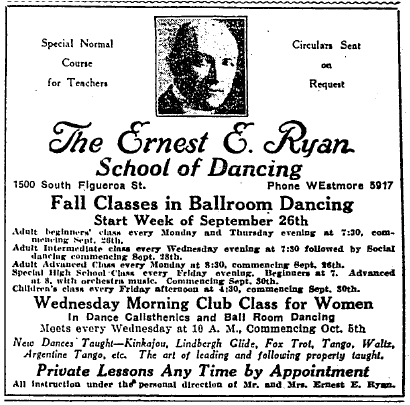 Special Normal
Course
for Teachers
Circulars Sent
on
Request
The Ernest E. Ryan
School of Dancing
1500 South Figueroa St. Phone WEstmore 5917
Fall Classes in Ballroom Dancing
Start Week of September 26th
Adult beginners' class every Monday and Thursday evening at 7:30, com-
mencing Sept. 26th.
Adult Intermediate class every Wednesday evening at 7:30 followed by Social
dancing commencing Sept. 28th.
Adult Advanced Class every Monday at 8:30, commencing Sept. 26th.
Special High School Class every Friday evening. Beginners at 7. Advanced
at 8, with orchestra music. Commencing Sept. 30th.
Children's class every Friday afternoon at 4:30, commencing Sept. 30th.
Wednesday Morning Club Class for Women
In Dance Calisthenics and Ball Room Dancing
Meets every Wednesday at 10 A. M., Commencing Oct. 5th
New Dances Taught—Kinkajou, Lindbergh Glide, Fox Trot, Tango, Waltz,
Argentine Tango, etc. The art of leading and following properly taught.
Private Lessons Any Time by Appointment
All instruction under the personal direction of Mr. and Mrs. Ernest E. Ryan.